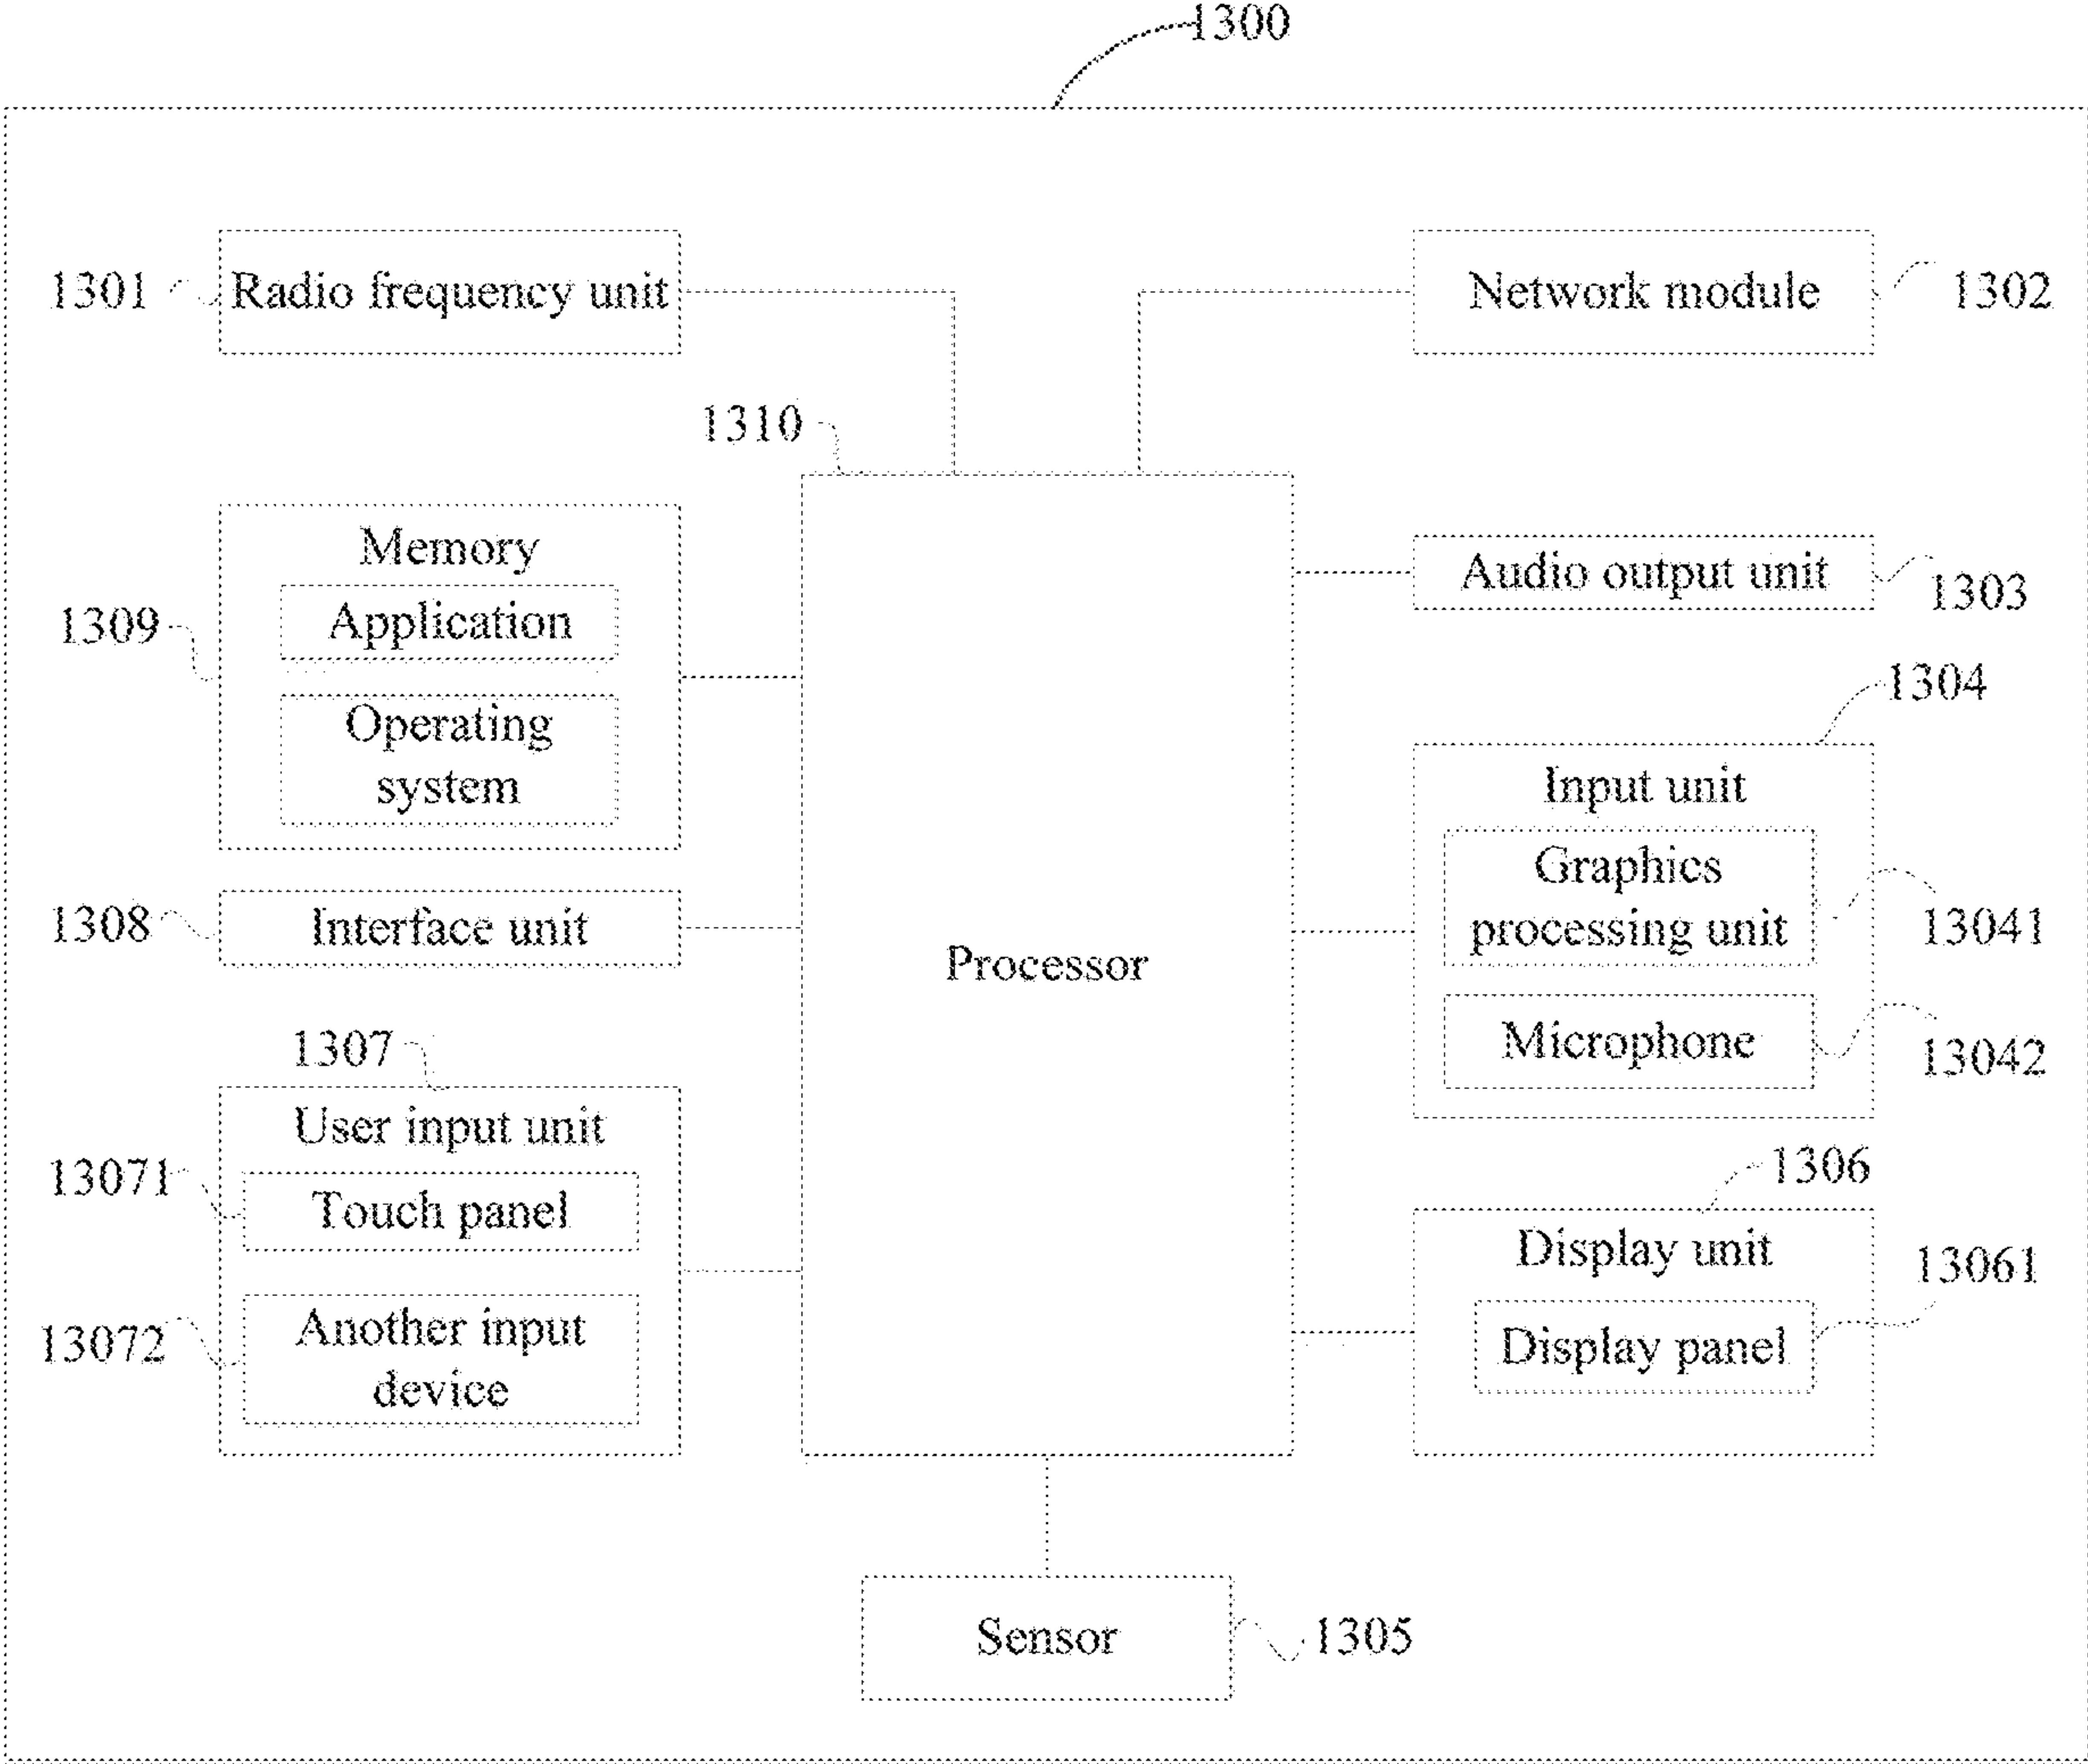 1300
1301
Radio frequency unit
Network module
1302
1310
Memory
Application
Operating
system
1309
Audio output unit
1303
1304
Input unit
Graphics
processing unit
13041
Microphone
13042
1308
Interface unit
Processor
1307
User input unit
13071
Touch panel
13072
Another input
device
1306
Display unit
13061
Display panel
Sensor
1305